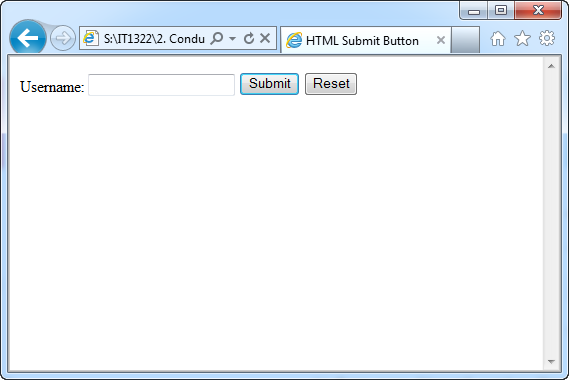 S:\IT1322\2. Condu
HTML Submit Button
Username: Submit Reset